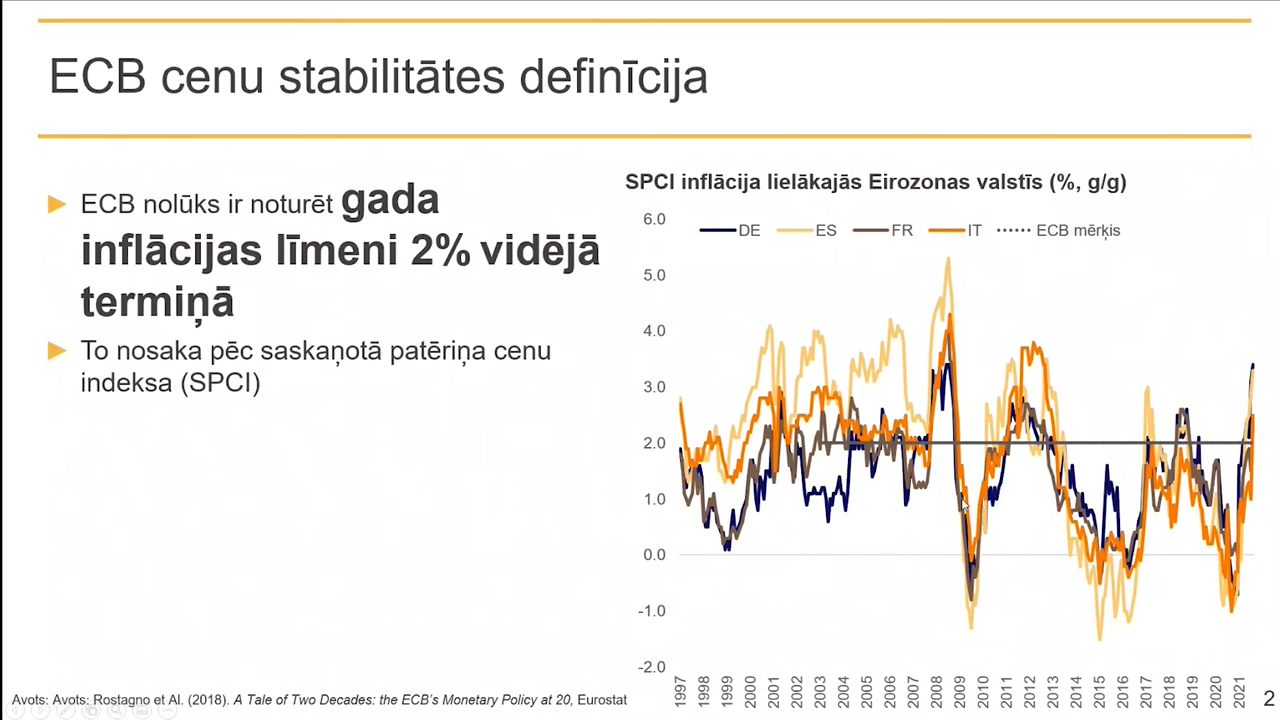 ECB cenu stabilitātes definīcija
ECB nolūks ir noturēt gada
inflācijas līmeni 2% vidējā
termiņā
To nosaka pēc saskaņotā patēriņa cenu
indeksa (SPCI)
SPCI inflācija lielākajās Eirozonas valstīs (%, g/g)
DE ES FR IT ECB mērķis
6.0
5.0
4.0
3.0
2.0
1.0
0.0
-1.0
-2.0
1997 1998 1999 2000 2001 2002 2003 2004 2005 2006 2007 2008 2009 2010 2011 2012 2013 2014 2015 2016 2017 2018 2019 2020 2021
Avots: Avots: Rostagno et Al. (2018). A Tale of Two Decades: the ECB's Monetary Policy at 20, Eurostat
2